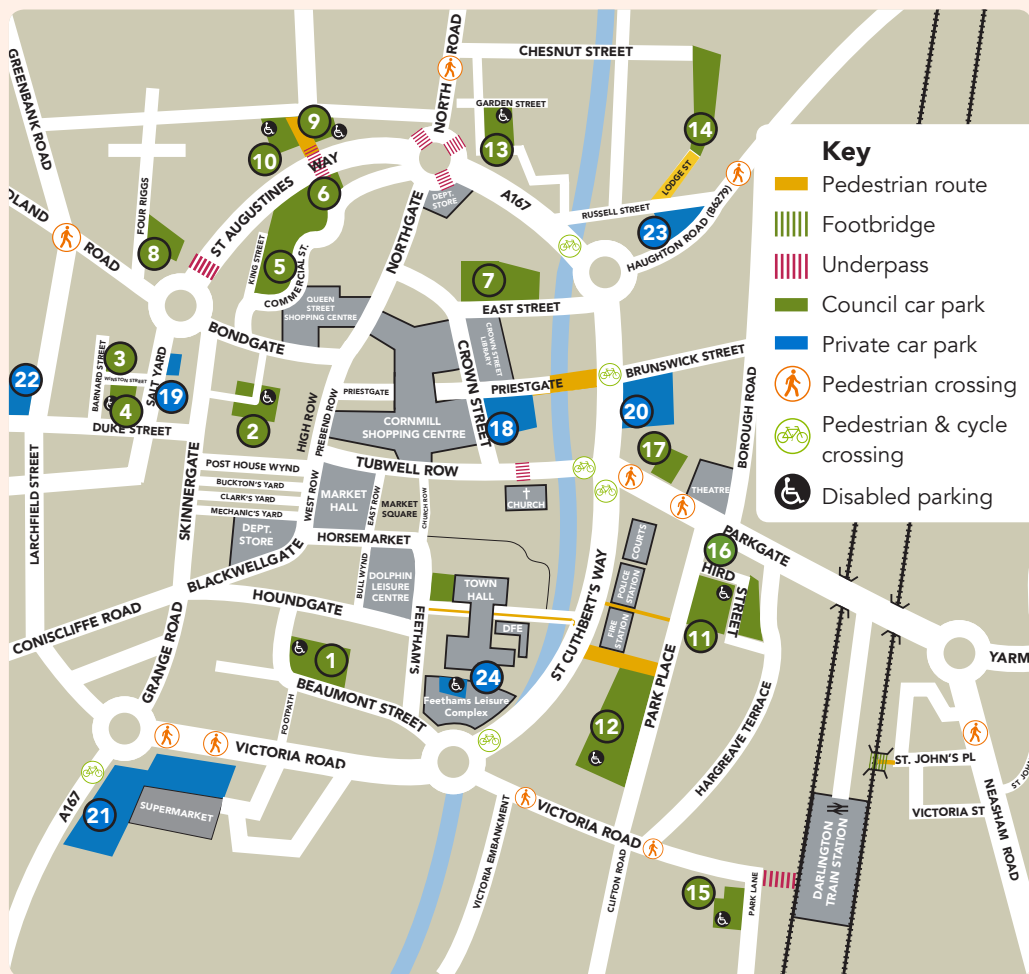 GREENBANK ROAD
NORTH ROAD
CHESNUT STREET
GARDEN STREET
9
10
13
14
6
ST AUGUSTINES WAY
DEPT.
STORE
A167
LODGE ST
RUSSELL STREET
23
HAUGHTON ROAD (B6279)
Key
Pedestrian route
Footbridge
Underpass
Council car park
Private car park
Pedestrian crossing
Pedestrian & cycle
crossing
Disabled parking
DLAND
ROAD
FOUR RIGGS
8
KING STREET
5
COMMERCIAL ST.
NORTHGATE
7
EAST STREET
QUEEN
STREET
SHOPPING CENTRE
BONDGATE
CROWN STREET
LIBRARY
CROWN STREET
PRIESTGATE
PRIESTGATE
BRUNSWICK STREET
BARNARD STREET
3
WINSTON STREET
SALT YARD
4
19
22
DUKE STREET
2
HIGH ROW
PREBEND ROW
CORNMILL
SHOPPING CENTRE
18
20
17
BOROUGH ROAD
THEATRE
LARCHFIELD STREET
SKINNERGATE
POST HOUSE WYND
BUCKTON'S YARD
CLARK'S YARD
MECHANIC'S YARD
DEPT.
STORE
WEST ROW
TUBWELL ROW
MARKET
HALL
EAST ROW
MARKET
SQUARE
CHURCH ROW
CHURCH
HORSEMARKET
BLACKWELLGATE
BULL WYND
DOLPHIN
LEISURE
CENTRE
TOWN
HALL
DFE
COURTS
POLICE
STATION
FIRE
STATION
PARKGATE
16
HIRD STREET
11
CONISCLIFFE ROAD
HOUNDGATE
FEETHAM'S
ST CUTHBERT'S WAY
PARK PLACE
GRANGE ROAD
1
BEAUMONT STREET
FOOTPATH
24
Feethams Leisure
Complex
12
HARGREAVE TERRACE
YARM
ST. JOHN'S PL
ST. JOHN
VICTORIA ST
NEASHAM ROAD
VICTORIA ROAD
A167
21
SUPERMARKET
VICTORIA EMBANKMENT
VICTORIA ROAD
CLIFTON ROAD
15
PARK LANE
DARLINGTON
TRAIN STATION